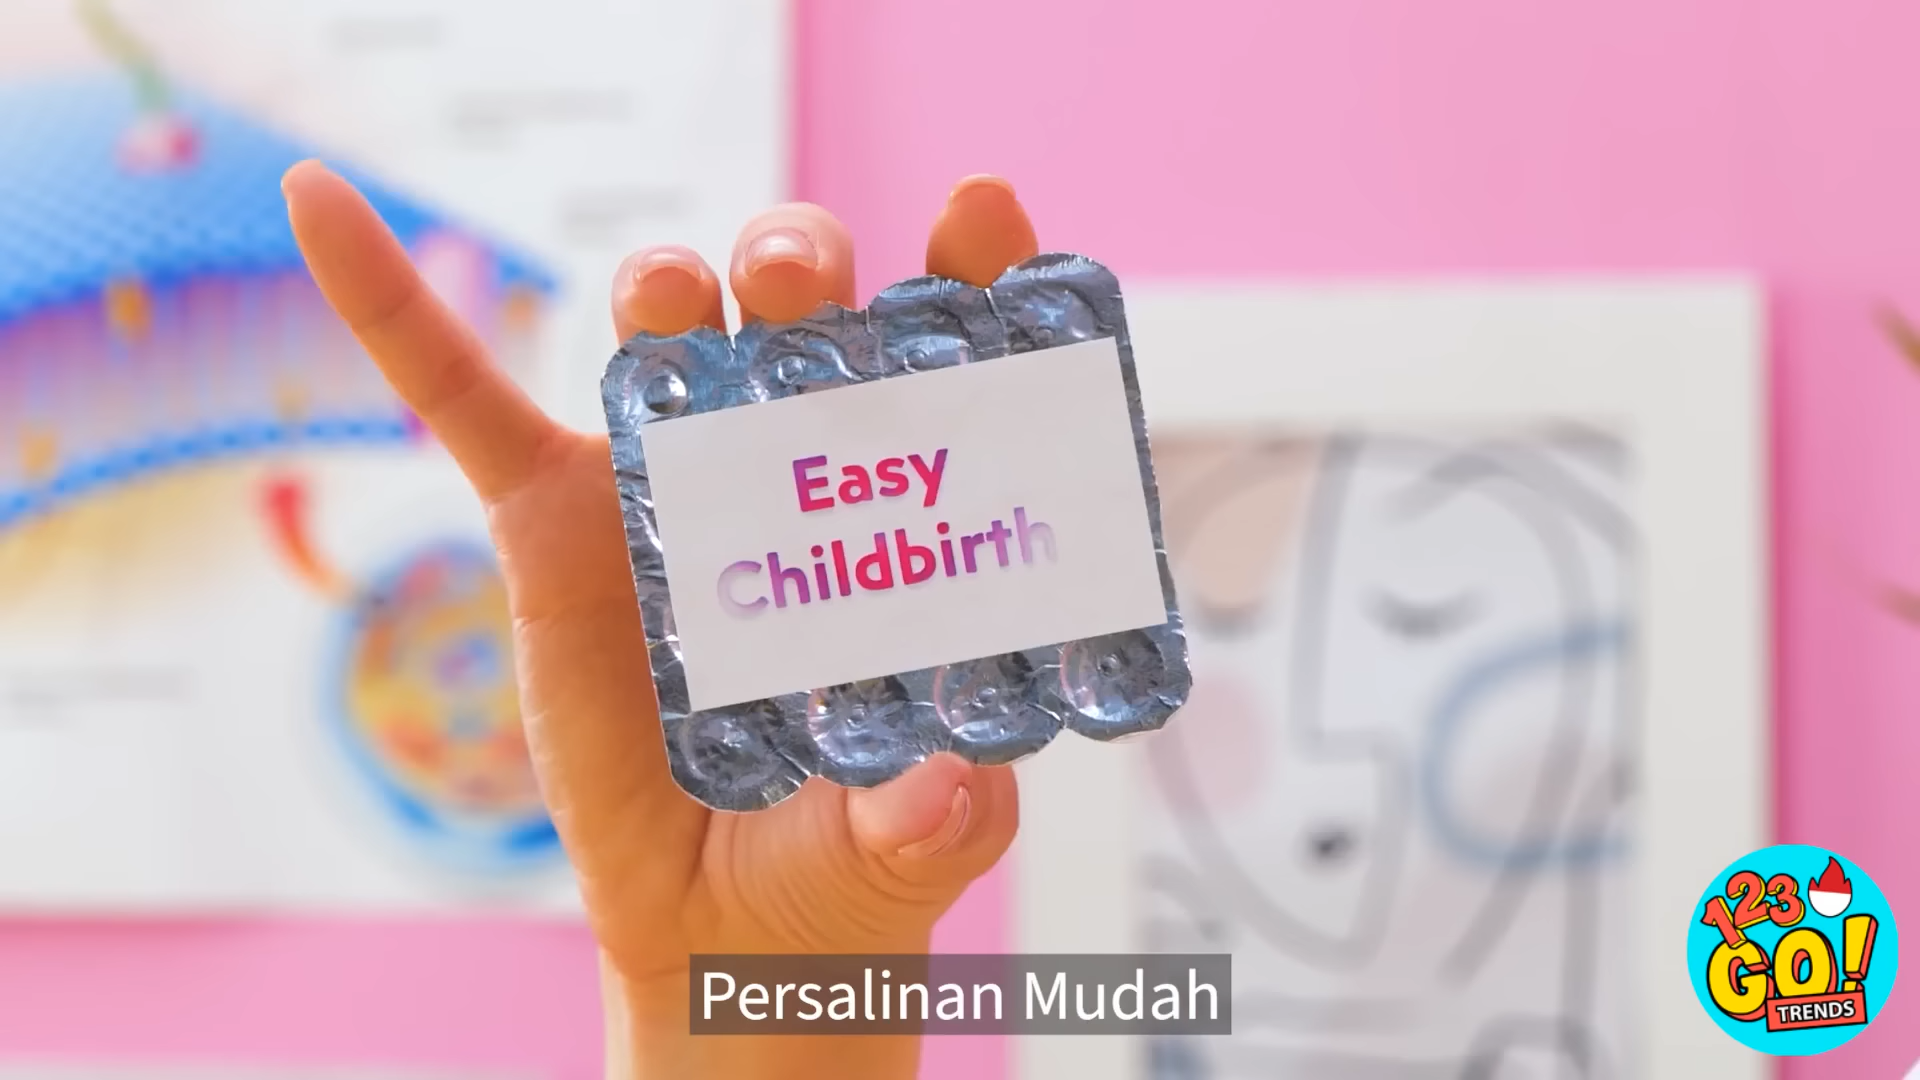 Easy
Childbirth
Persalinan Mudah
123
GO!
TRENDS